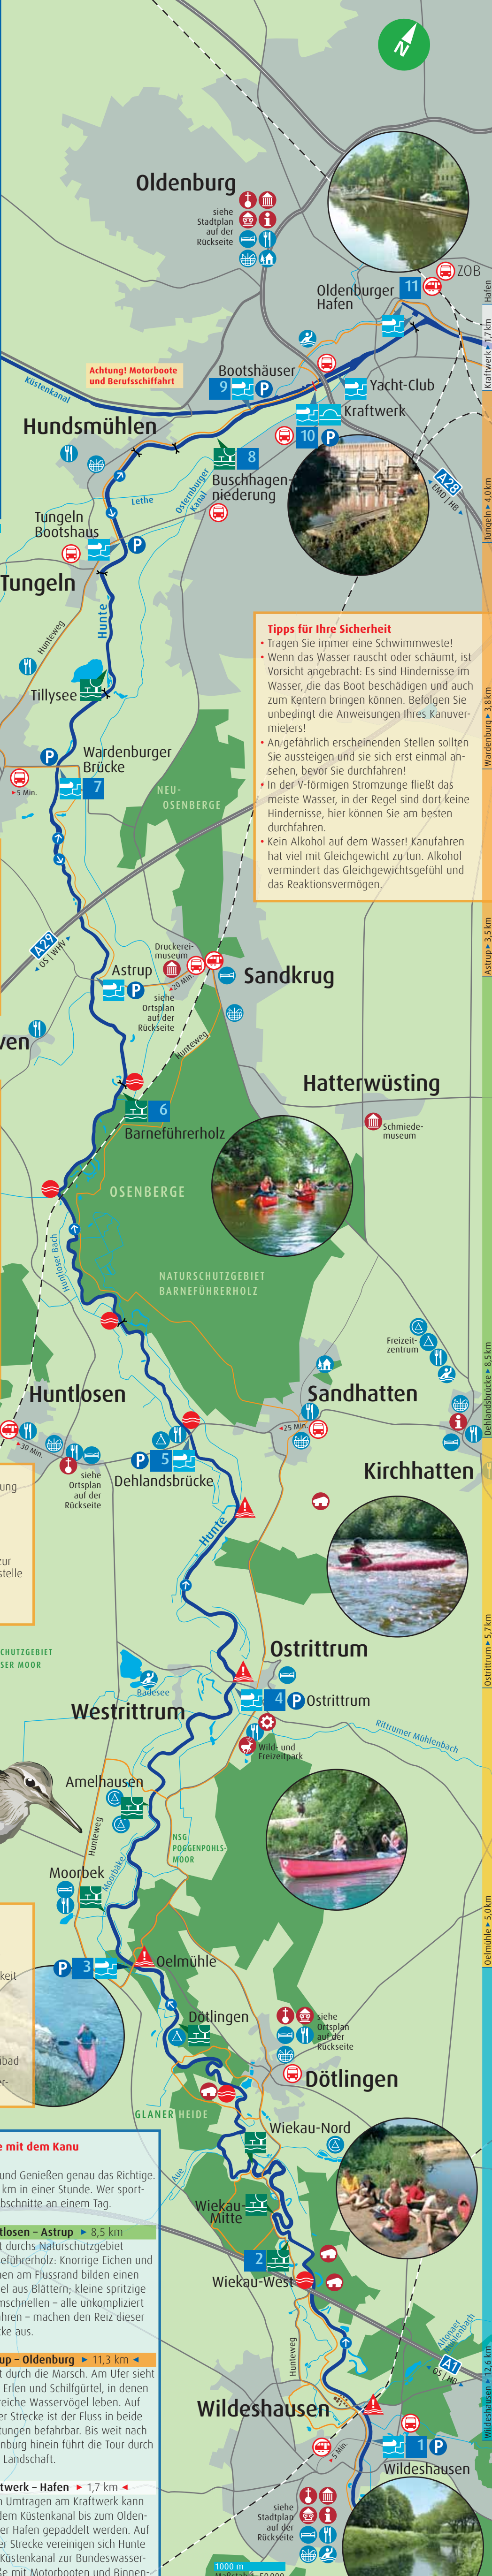 N
Oldenburg
siehe
Stadtplan
auf der
Rückseite
ZOB
11
Oldenburger
Hafen
Hafen
Kraftwerk ▸ 1,7 km
Achtung! Motorboote
und Berufsschiffahrt
Küstenkanal
Bootshäuser
9
P
Yacht-Club
Kraftwerk
10 P
Hundsmühlen
8
Buschhagen-
niederung
A28
EMD | HB
Lethe
Osternburger
Kanal
Tungeln
Bootshaus
P
Tungeln ▸ 4,0 km
Tungeln
Hunte
Hunteweg
Tillysee
Tipps für Ihre Sicherheit
• Tragen Sie immer eine Schwimmweste!
• Wenn das Wasser rauscht oder schäumt, ist
Vorsicht angebracht: Es sind Hindernisse im
Wasser, die das Boot beschädigen und auch
zum Kentern bringen können. Befolgen Sie
unbedingt die Anweisungen Ihres Kanuver-
mieters!
• An gefährlich erscheinenden Stellen sollten
Sie aussteigen und sie sich erst einmal an-
sehen, bevor Sie durchfahren!
• In der V-förmigen Stromzunge fließt das
meiste Wasser, in der Regel sind dort keine
Hindernisse, hier können Sie am besten
durchfahren.
• Kein Alkohol auf dem Wasser! Kanufahren
hat viel mit Gleichgewicht zu tun. Alkohol
vermindert das Gleichgewichtsgefühl und
das Reaktionsvermögen.
Wardenburg ▸ 3,8 km
P
Wardenburger
Brücke
7
▸5 Min.
NEU-
OSENBERGE
A29
OS | WHV
Astrup ▸ 3,5 km
Druckerei-
museum
Astrup
P
◂20 Min.
siehe
Ortsplan
auf der
Rückseite
Sandkrug
ven
Hunteweg
Hatterwüsting
6
Barneführerholz
Schmiede-
museum
OSENBERGE
Huntloser Bach
NATURSCHUTZGEBIET
BARNEFÜHRERHOLZ
Freizeit-
zentrum
Dehlandsbrücke ▸ 8,5 km
Huntlosen
Sandhatten
◂25 Min.
▸30 Min.
P 5
Dehlandsbrücke
siehe
Ortsplan
auf der
Rückseite
Kirchhatten
ung
Hunte
zur
stelle
Ostrittrum ▸ 5,7 km
CHUTZGEBIET
SER MOOR
Ostrittrum
Badesee
4 P Ostrittrum
Westrittrum
Rittrumer Mühlenbach
Wild- und
Freizeitpark
Amelhausen
Hunteweg
NSG
POGGENPOHLS-
MOOR
Moorbek
Moorbäke
Oelmühle ▸ 5,0 km
P 3
Oelmühle
keit
Dötlingen
siehe
Ortsplan
auf der
Rückseite
ibad
er-
Dötlingen
GLANER HEIDE
Wiekau-Nord
e mit dem Kanu
und Genießen genau das Richtige.
km in einer Stunde. Wer sport-
bschnitte an einem Tag.
Aue
Wiekau-
Mitte
tlosen – Astrup ▸ 8,5 km
t durchs Naturschutzgebiet
eführerholz: Knorrige Eichen und
hen am Flussrand bilden einen
el aus Blättern; kleine spritzige
mschnellen – alle unkompliziert
hren – machen den Reiz dieser
cke aus.
2
Wiekau-West
Altonaer
Mühlenbach
A1
OS | HB
Hunteweg
Wildeshausen ▸ 12,6 km
up – Oldenburg ▸ 11,3 km ◂
t durch die Marsch. Am Ufer sieht
Erlen und Schilfgürtel, in denen
reiche Wasservögel leben. Auf
er Strecke ist der Fluss in beide
tungen befahrbar. Bis weit nach
nburg hinein führt die Tour durch
Landschaft.
Wildeshausen
▸5 Min.
1 P
Wildeshausen
twerk – Hafen ▸ 1,7 km ◂
n Umtragen am Kraftwerk kann
dem Küstenkanal bis zum Olden-
er Hafen gepaddelt werden. Auf
er Strecke vereinigen sich Hunte
Küstenkanal zur Bundeswasser-
ße mit Motorbooten und Binnen-
siehe
Stadtplan
auf der
Rückseite
1000 m